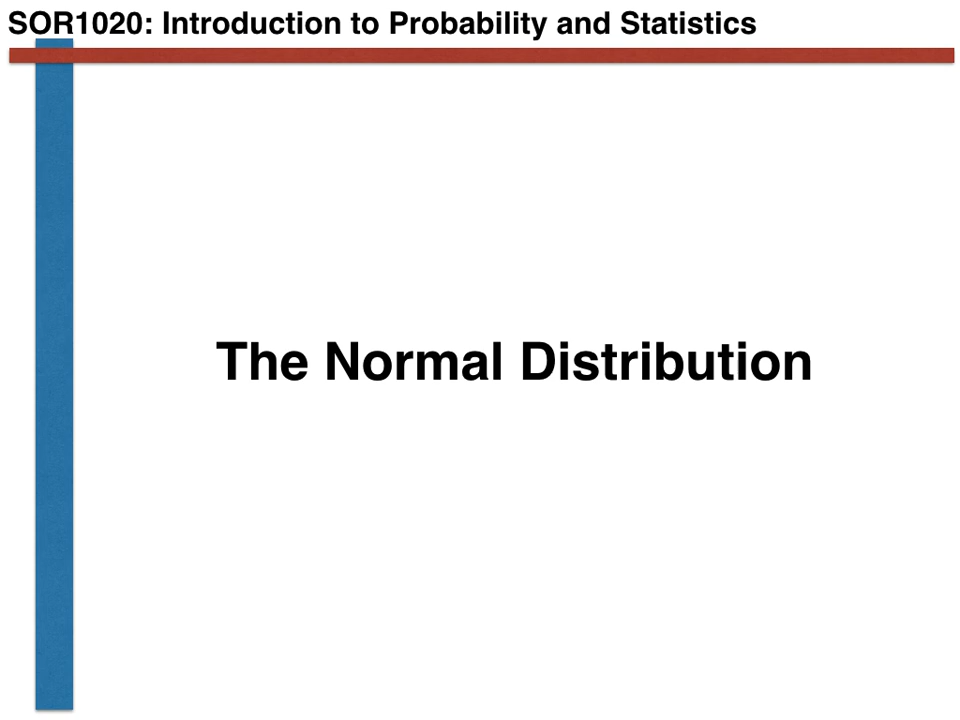 SOR1020: Introduction to Probability and Statistics
The Normal Distribution